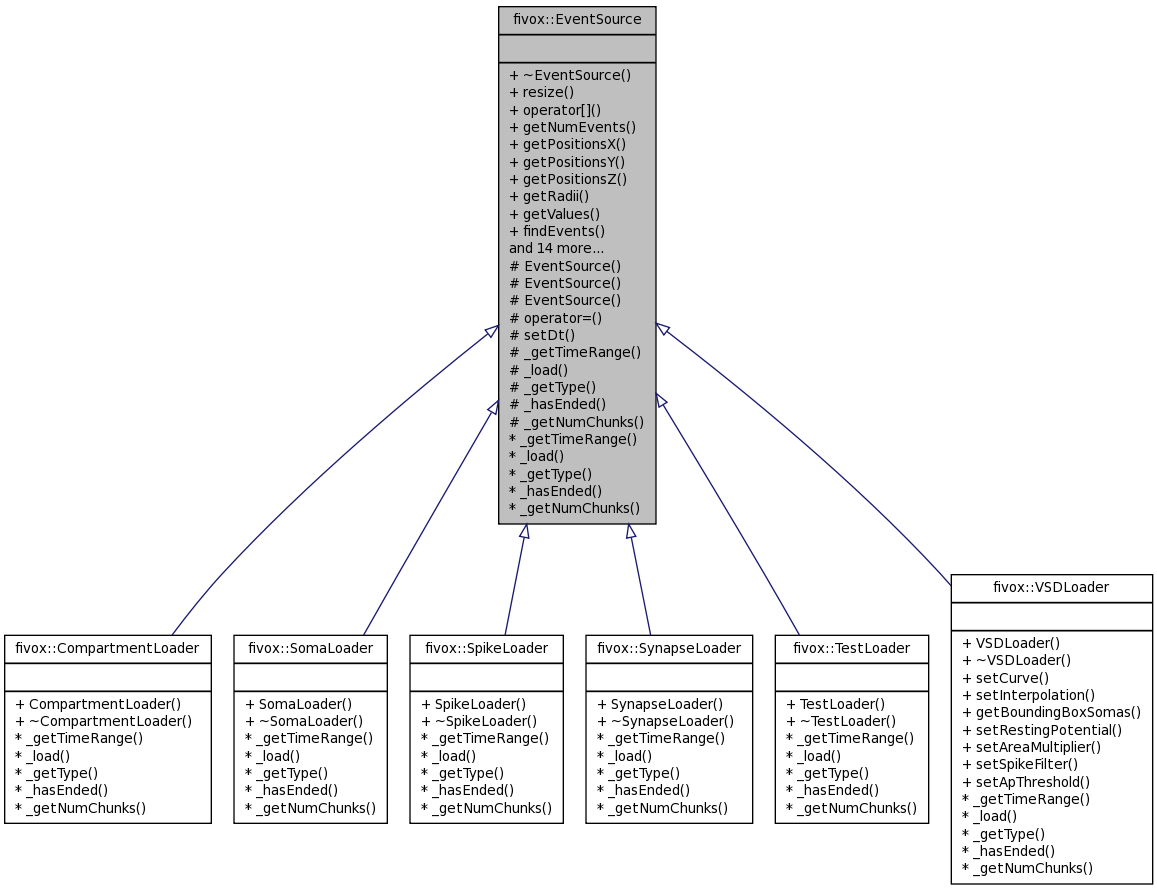 fivox::EventSource
+ ~EventSource()
+ resize()
+ operator[]()
+ getNumEvents()
+ getPositionsX()
+ getPositionsY()
+ getPositionsZ()
+ getRadii()
+ getValues()
+ findEvents()
and 14 more...
# EventSource()
# EventSource()
# EventSource()
# operator=()
# setDt()
# _getTimeRange()
# _load()
# _getType()
# _hasEnded()
# _getNumChunks()
* _getTimeRange()
* _load()
* _getType()
* _hasEnded()
* _getNumChunks()
fivox::CompartmentLoader
+ CompartmentLoader()
+ ~CompartmentLoader()
* _getTimeRange()
* _load()
* _getType()
* _hasEnded()
* _getNumChunks()
fivox::SomaLoader
+ SomaLoader()
+ ~SomaLoader()
* _getTimeRange()
* _load()
* _getType()
* _hasEnded()
* _getNumChunks()
fivox::SpikeLoader
+ SpikeLoader()
+ ~SpikeLoader()
* _getTimeRange()
* _load()
* _getType()
* _hasEnded()
* _getNumChunks()
fivox::SynapseLoader
+ SynapseLoader()
+ ~SynapseLoader()
* _getTimeRange()
* _load()
* _getType()
* _hasEnded()
* _getNumChunks()
fivox::TestLoader
+ TestLoader()
+ ~TestLoader()
* _getTimeRange()
* _load()
* _getType()
* _hasEnded()
* _getNumChunks()
fivox::VSDLoader
+ VSDLoader()
+ ~VSDLoader()
+ setCurve()
+ setInterpolation()
+ getBoundingBoxSomas()
+ setRestingPotential()
+ setAreaMultiplier()
+ setSpikeFilter()
+ setApThreshold()
* _getTimeRange()
* _load()
* _getType()
* _hasEnded()
* _getNumChunks()